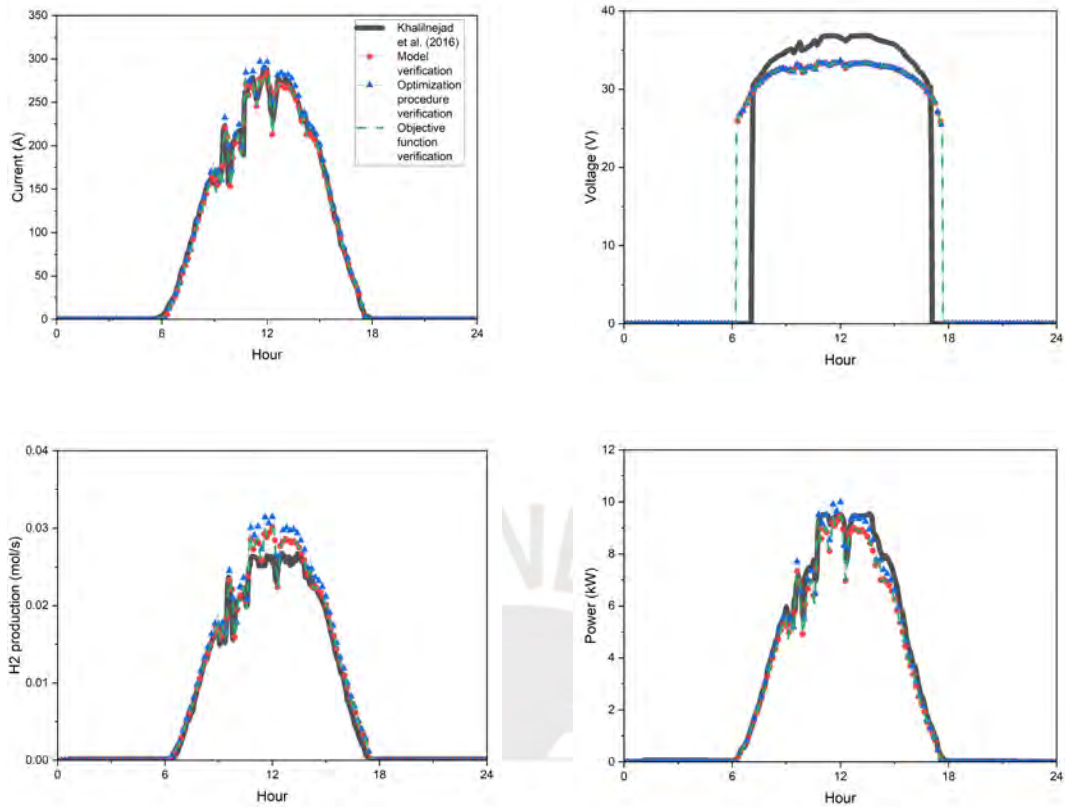 350
300
250
200
150
100
50
0
Current (A)
0 6 12 18 24
Hour
Khalilnejad
et al. (2016)
Model
verification
Optimization
procedure
verification
Objective
function
verification
40
30
20
10
0
Voltage (V)
0 6 12 18 24
Hour
0.04
0.03
0.02
0.01
0.00
H2 production (mol/s)
0 6 12 18 24
Hour
12
10
8
6
4
2
0
Power (kW)
0 6 12 18 24
Hour